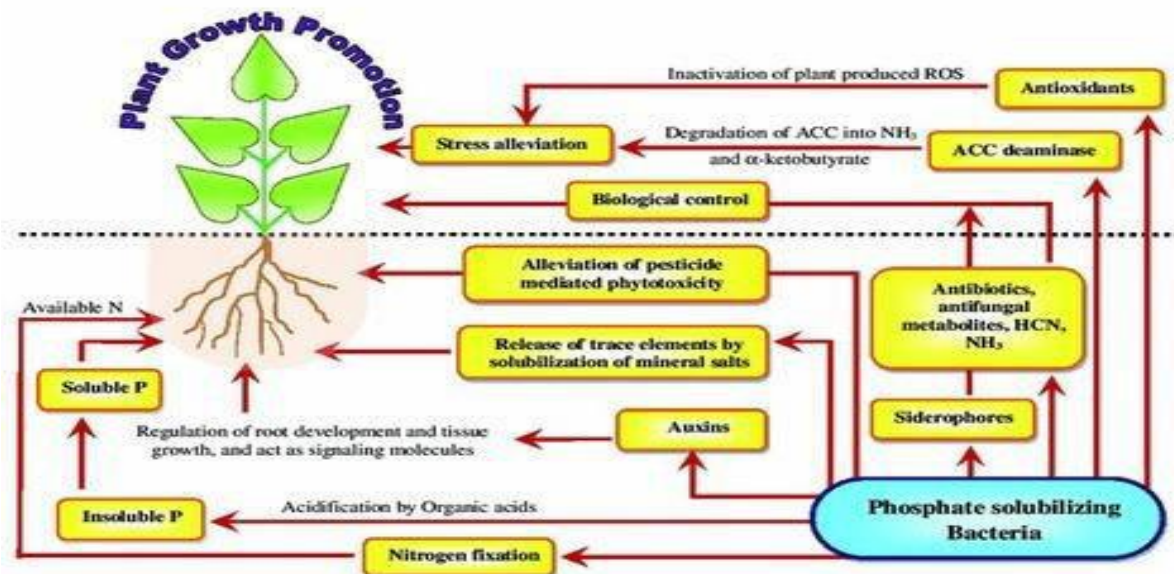 Plant Growth Promotion
Inactivation of plant produced ROS
Antioxidants
Stress alleviation
Degradation of ACC into NH₃
and α-ketobutyrate
ACC deaminase
Biological control
Alleviation of pesticide
mediated phytotoxicity
Antibiotics,
antifungal
metabolites, HCN,
NH₃
Available N
Release of trace elements by
solubilization of mineral salts
Soluble P
Siderophores
Auxins
Regulation of root development and tissue
growth, and act as signaling molecules
Insoluble P
Acidification by Organic acids
Phosphate solubilizing
Bacteria
Nitrogen fixation